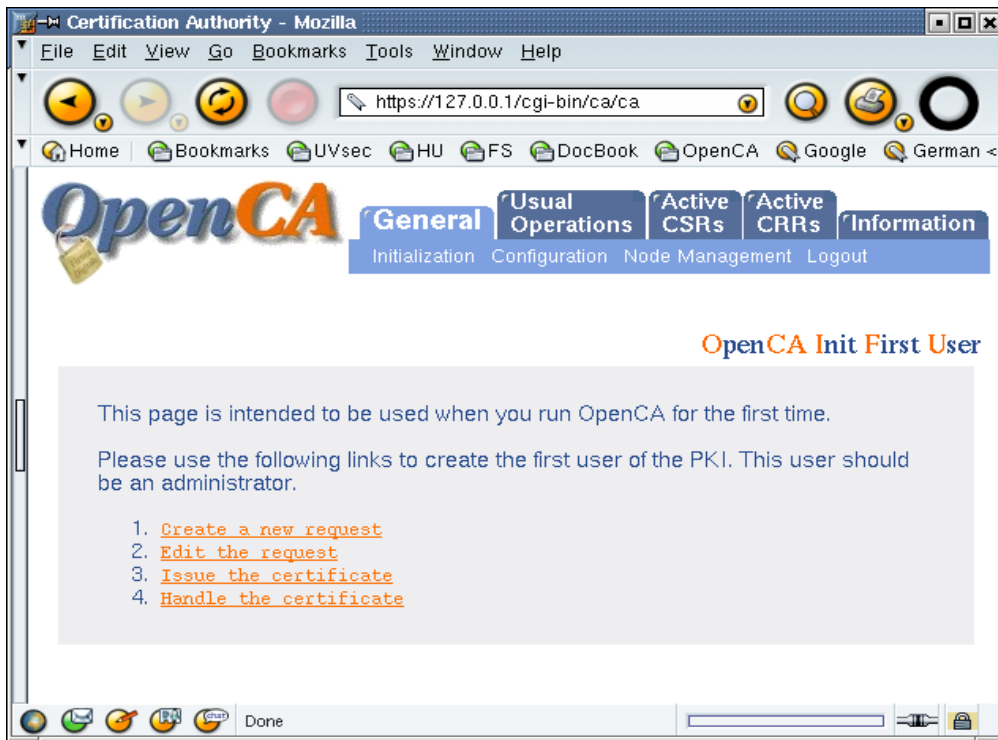 Certification Authority - Mozilla
File Edit View Go Bookmarks Tools Window Help
https://127.0.0.1/cgi-bin/ca/ca
Home Bookmarks UVsec HU FS DocBook OpenCA Google German <
OpenCA
General Usual Operations Active CSRs Active CRRs Information
Initialization Configuration Node Management Logout
OpenCA Init First User
This page is intended to be used when you run OpenCA for the first time.
Please use the following links to create the first user of the PKI. This user should
be an administrator.
1. Create a new request
2. Edit the request
3. Issue the certificate
4. Handle the certificate
Done